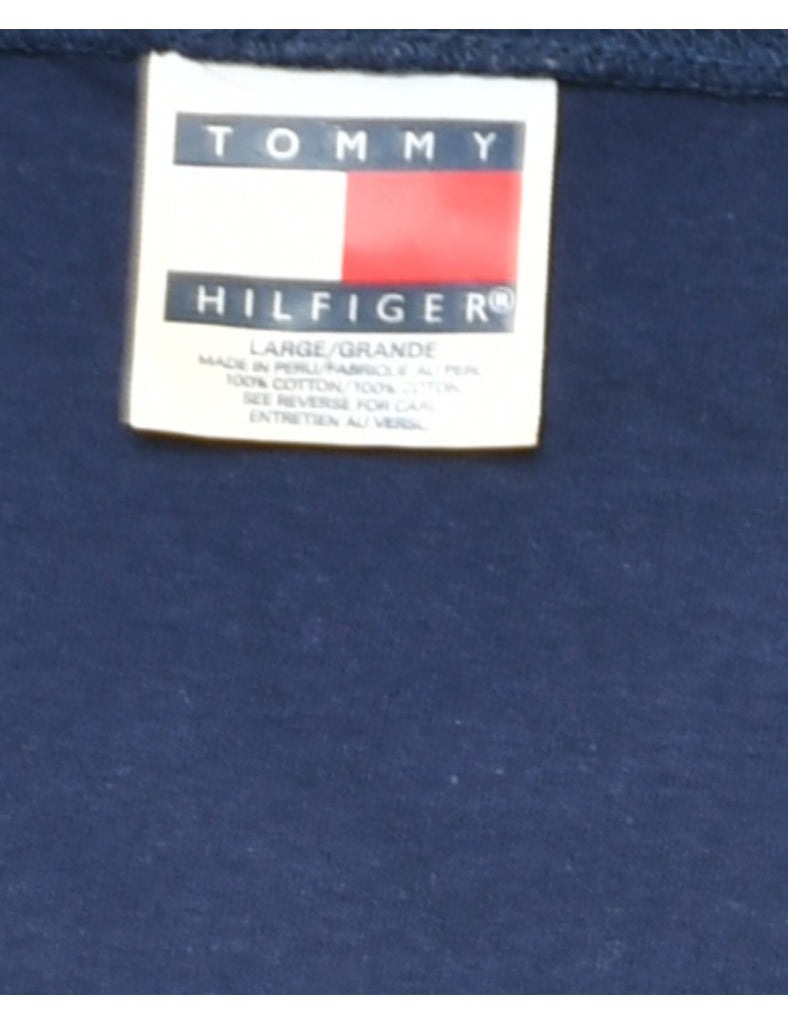 TOMMY
HILFIGER®
LARGE/GRANDE
MADE IN PERU/FABRIQUE AU PERU
100% COTTON/100% COTON
SEE REVERSE FOR CARE
ENTRETIEN AU VERSO